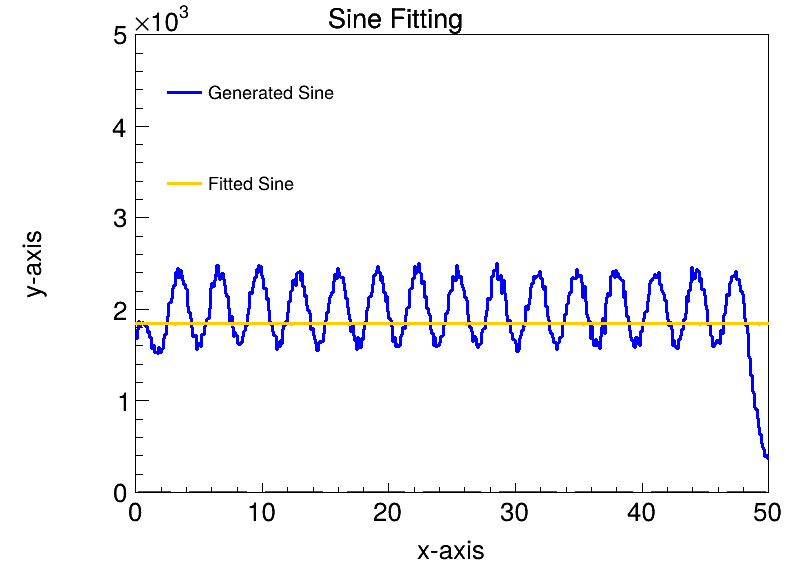 Sine Fitting
×10³
5
4
3
2
1
0
Generated Sine
Fitted Sine
y-axis
0 10 20 30 40 50
x-axis